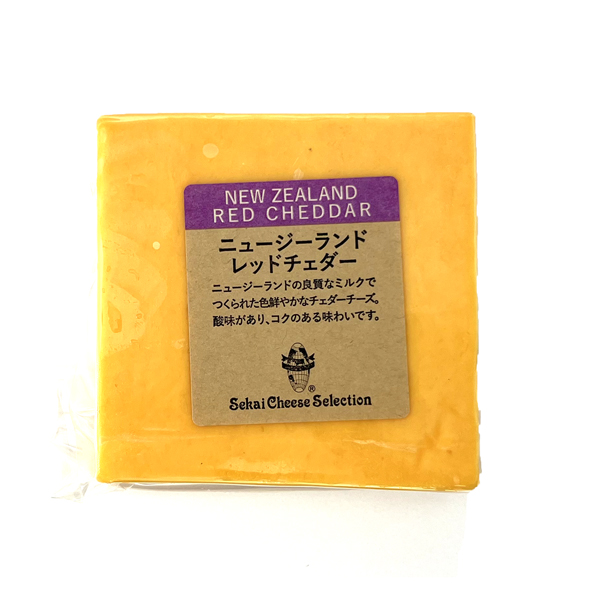 NEW ZEALAND
RED CHEDDAR
ニュージーランド
レッドチェダー
ニュージーランドの良質なミルクで
つくられた色鮮やかなチェダーチーズ。
酸味があり、コクのある味わいです。
®
Sekai Cheese Selection